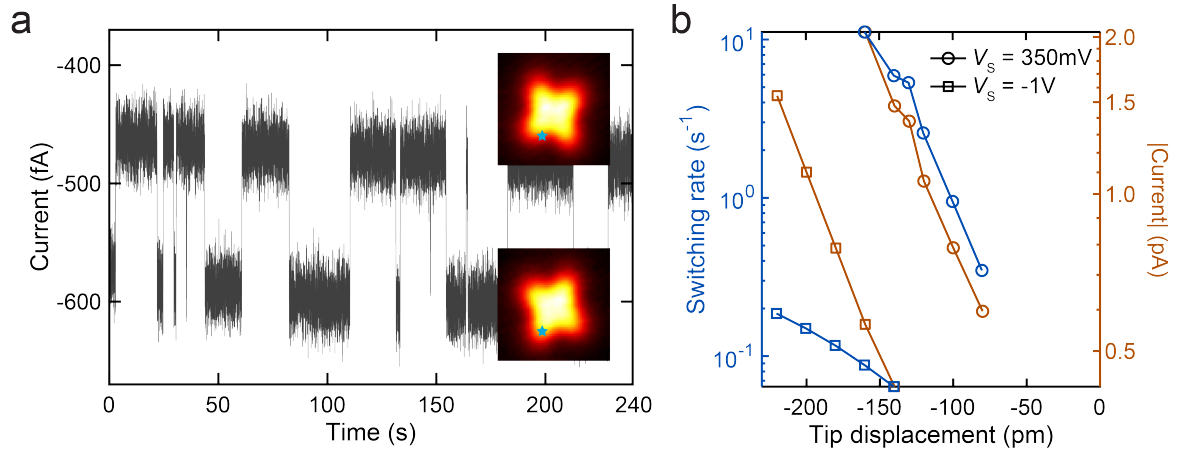 a
-400
-500
-600
Current (fA)
0
50
100
150
200
240
Time (s)
b
10¹
10⁰
10⁻¹
Switching rate (s⁻¹)
V_S = 350mV
V_S = -1V
2.0
1.5
1.0
0.5
|Current| (pA)
-200
-150
-100
-50
0
Tip displacement (pm)